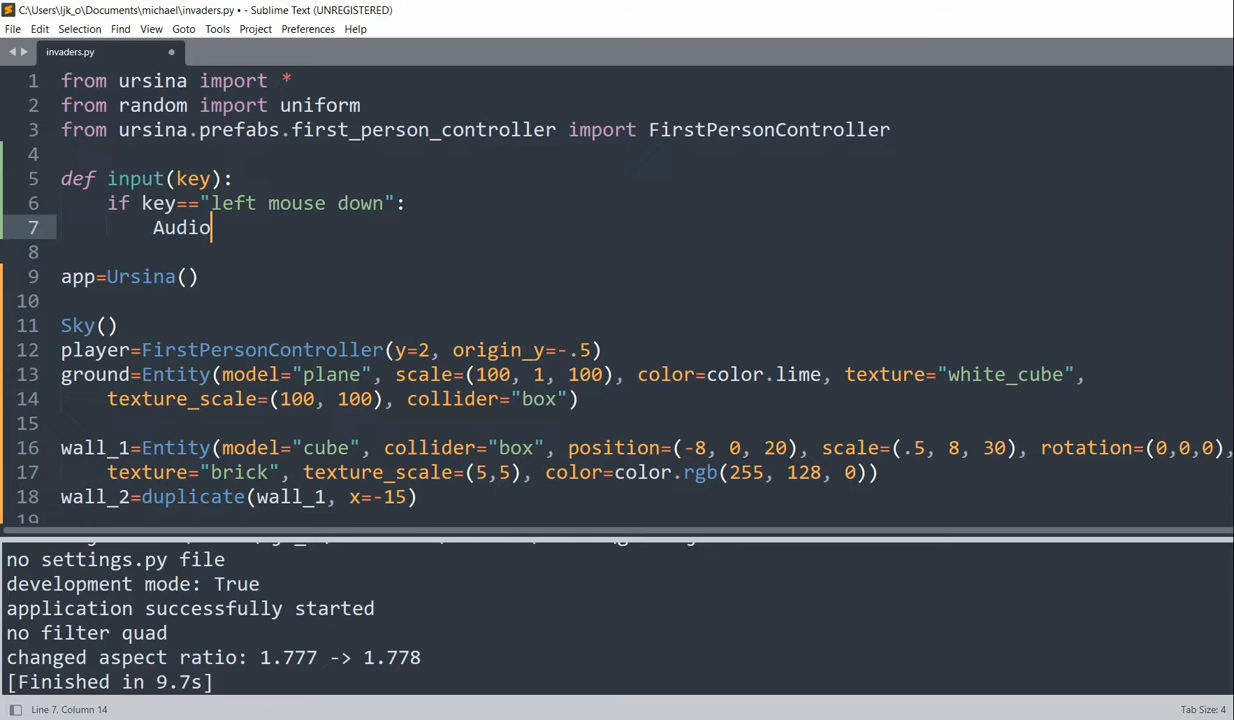 C:\Users\ljk_o\Documents\michael\invaders.py • - Sublime Text (UNREGISTERED)
File Edit Selection Find View Goto Tools Project Preferences Help
invaders.py
1 from ursina import *
2 from random import uniform
3 from ursina.prefabs.first_person_controller import FirstPersonController
4
5 def input(key):
6 if key=="left mouse down":
7 Audio
8
9 app=Ursina()
10
11 Sky()
12 player=FirstPersonController(y=2, origin_y=-.5)
13 ground=Entity(model="plane", scale=(100, 1, 100), color=color.lime, texture="white_cube",
14 texture_scale=(100, 100), collider="box")
15
16 wall_1=Entity(model="cube", collider="box", position=(-8, 0, 20), scale=(.5, 8, 30), rotation=(0,0,0),
17 texture="brick", texture_scale=(5,5), color=color.rgb(255, 128, 0))
18 wall_2=duplicate(wall_1, x=-15)
19
no settings.py file
development mode: True
application successfully started
no filter quad
changed aspect ratio: 1.777 -> 1.778
[Finished in 9.7s]
Line 7, Column 14
Tab Size: 4